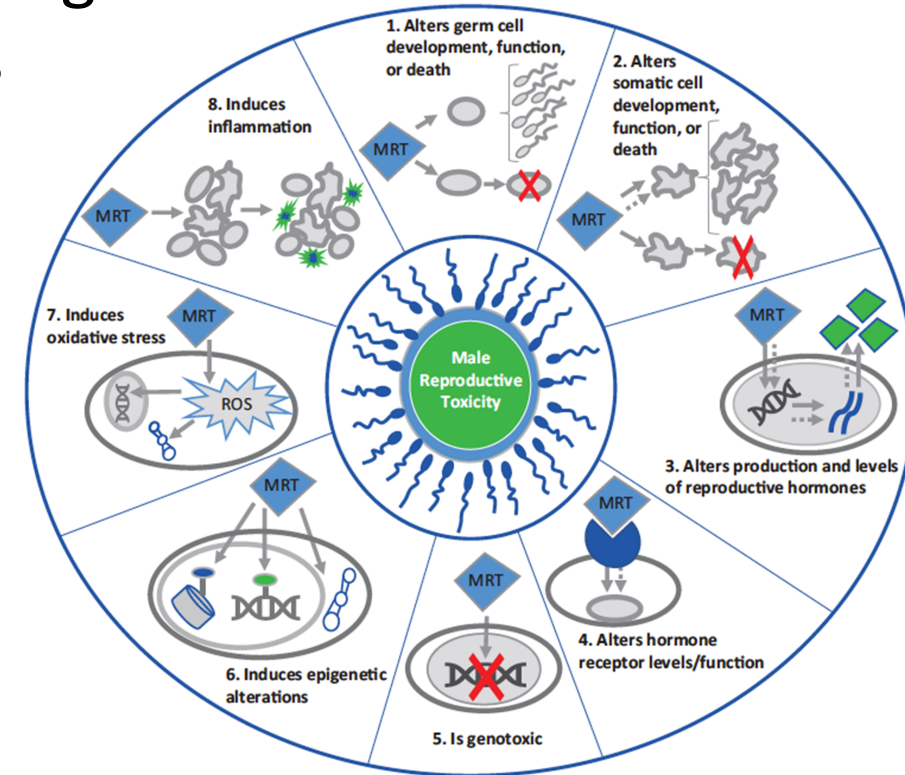 g
1. Alters germ cell
development, function,
or death
MRT
2. Alters
somatic cell
development,
function, or
death
MRT
MRT
3. Alters production and levels
of reproductive hormones
MRT
4. Alters hormone
receptor levels/function
MRT
5. Is genotoxic
MRT
6. Induces epigenetic
alterations
7. Induces
oxidative stress
MRT
ROS
8. Induces
inflammation
MRT
Male
Reproductive
Toxicity